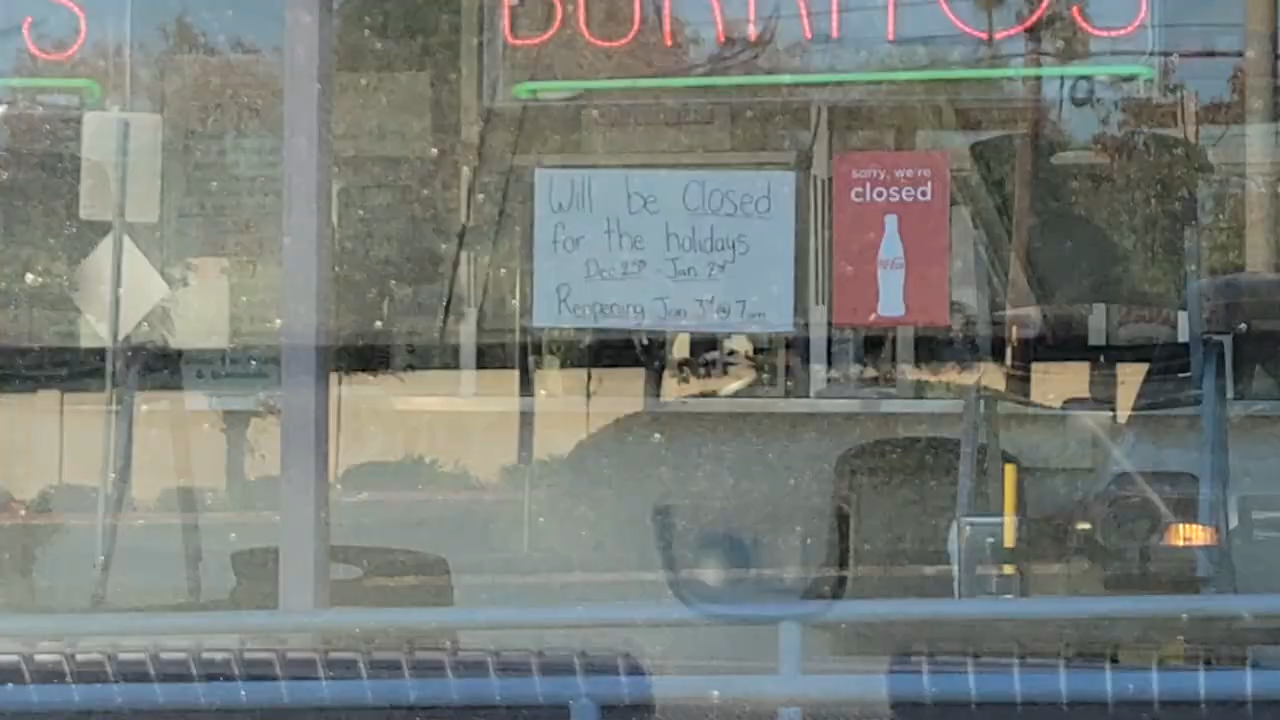 S
BURRITOS
Will be Closed
for the holidays
Dec 25th - Jan 2nd
Reopening Jan 3rd @ 7am
sorry, we're
closed
Coca-Cola